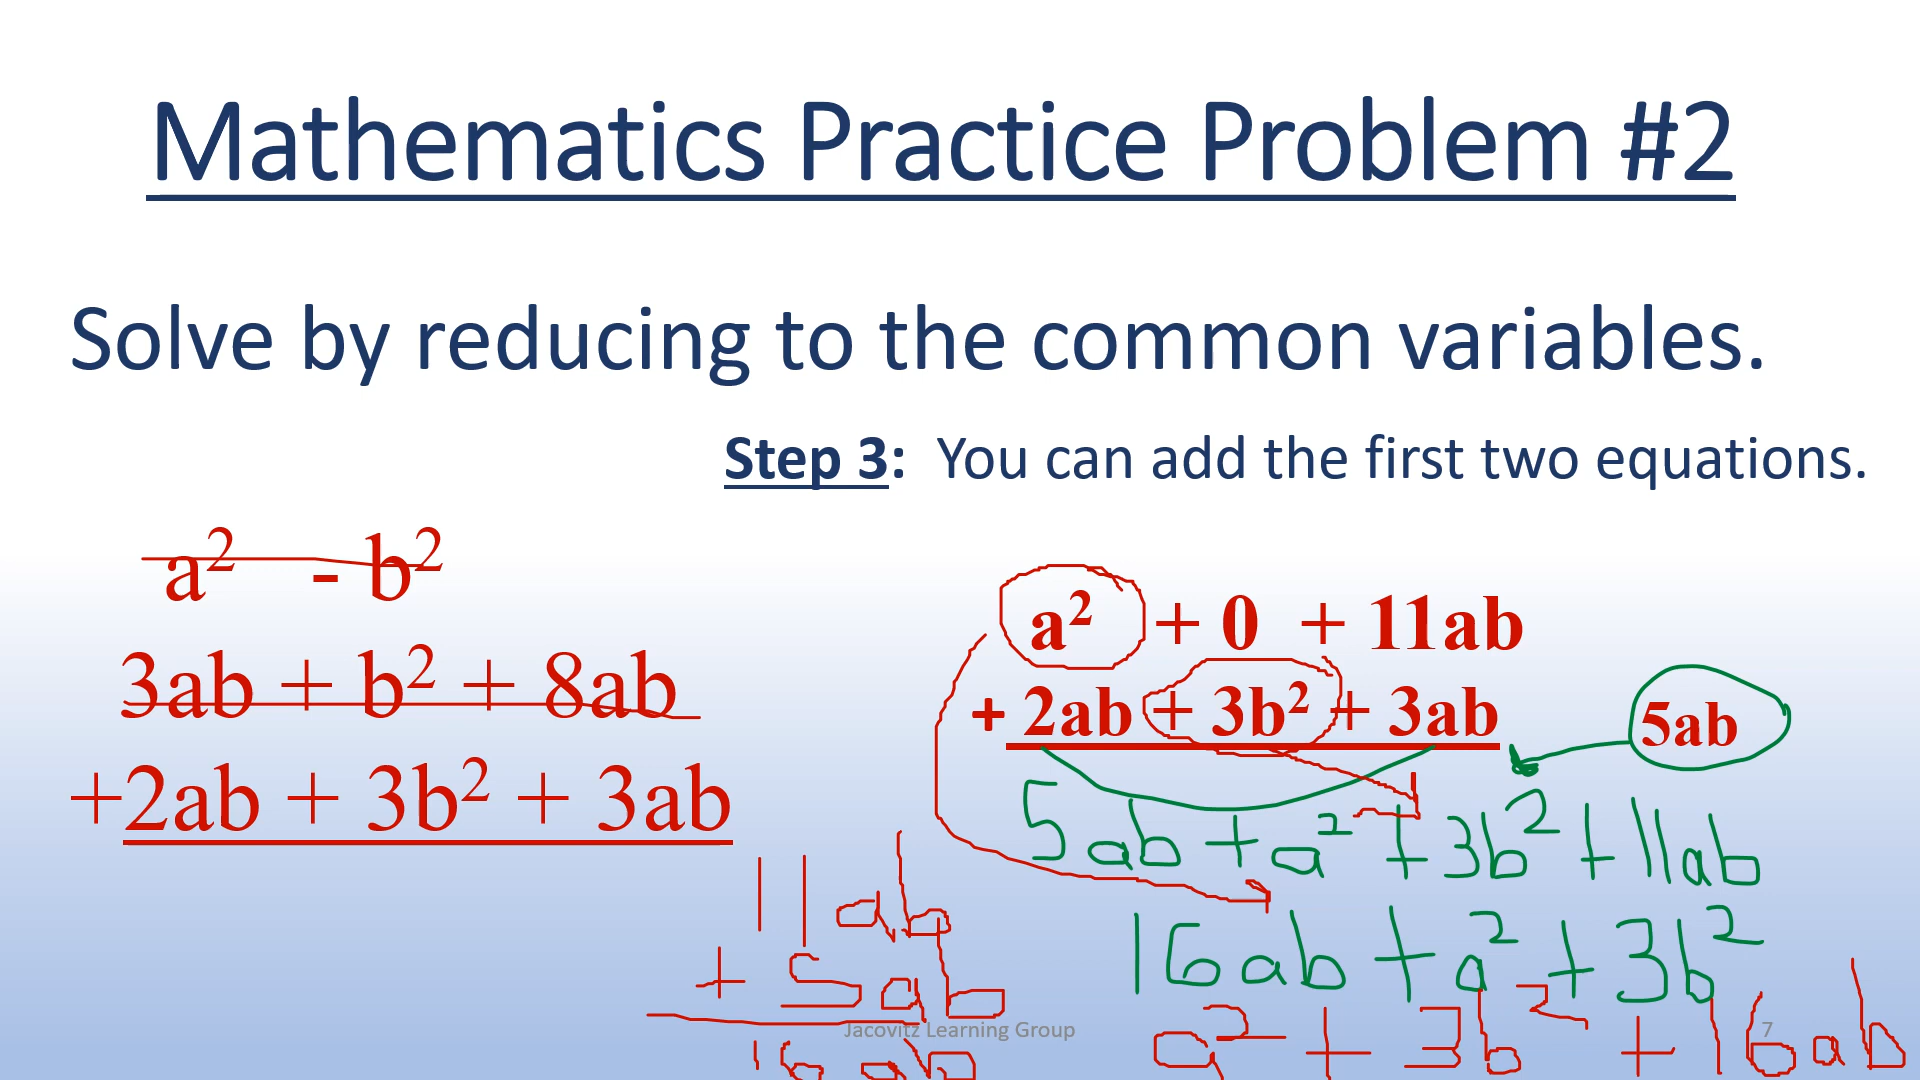 Mathematics Practice Problem #2
Solve by reducing to the common variables.
Step 3: You can add the first two equations.
a² - b²
3ab + b² + 8ab
+2ab + 3b² + 3ab
a² + 0 + 11ab
+ 2ab + 3b² + 3ab
5ab
5ab + a² + 3b² + 11ab
16ab + a² + 3b²
a² + 3b² + 16ab
11ab
+ 5ab
16ab
Jacovitz Learning Group
7